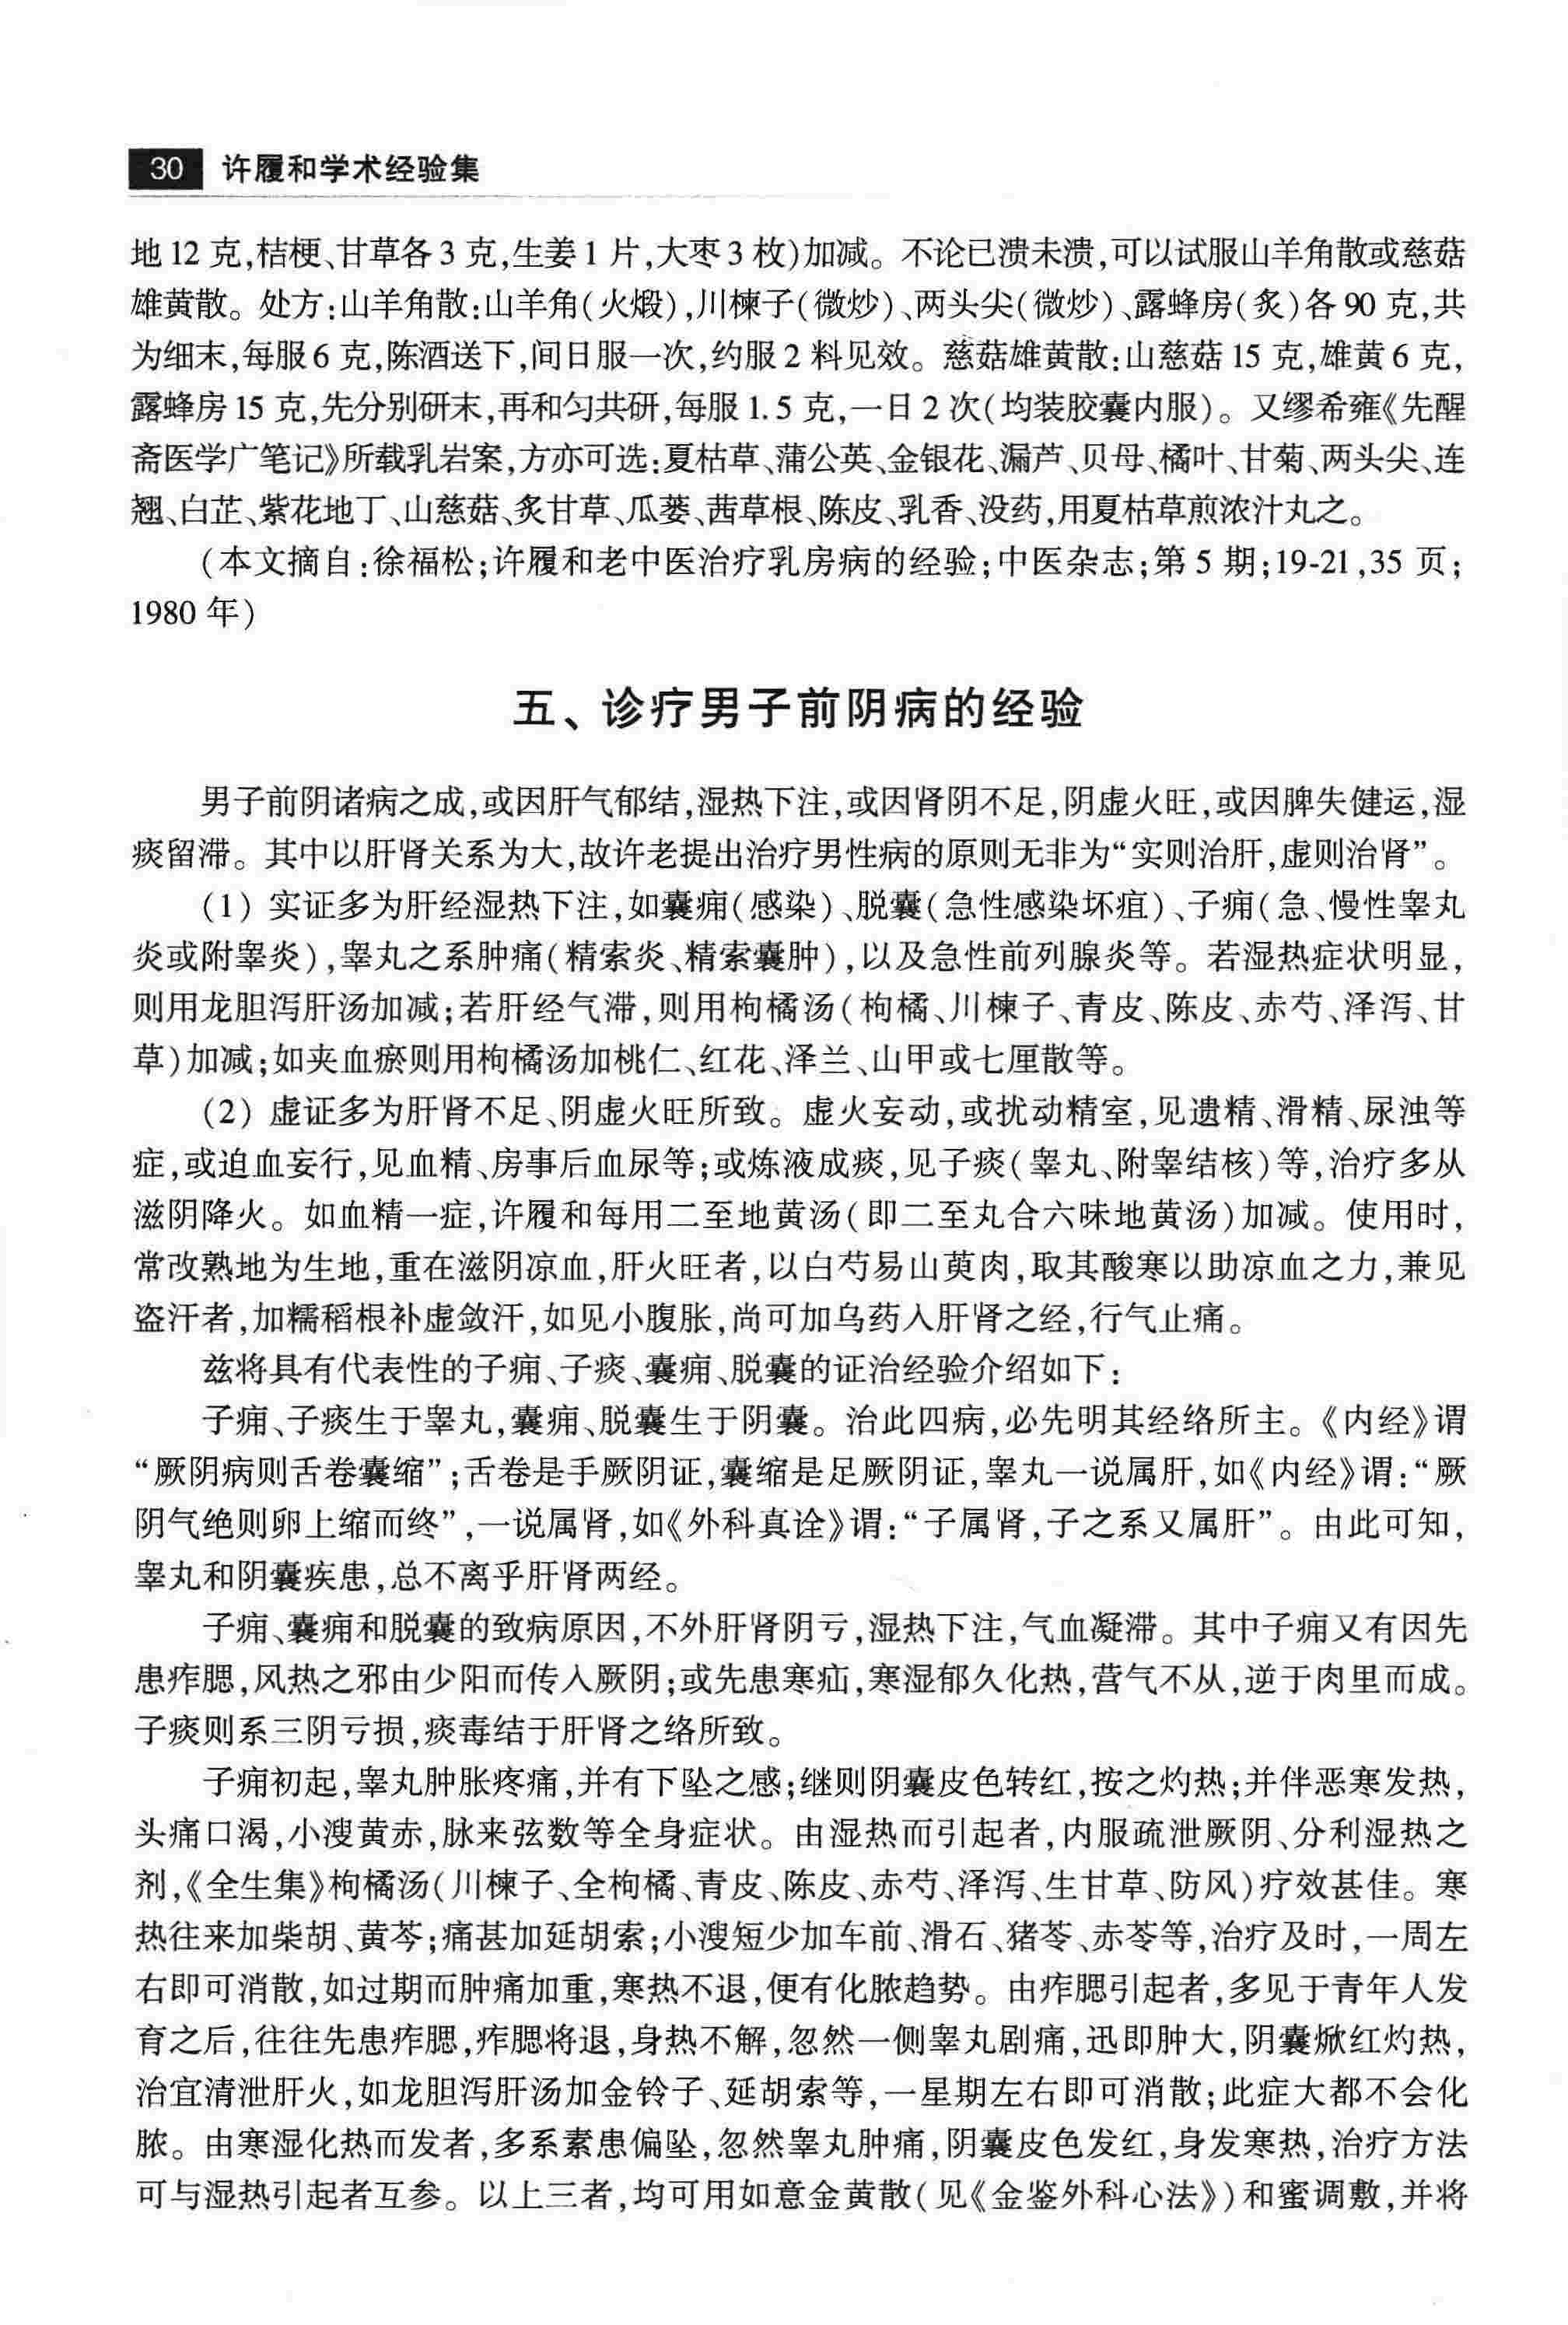 30 许履和学术经验集
地 12 克,桔梗、甘草各 3 克,生姜 1 片,大枣 3 枚)加减。不论已溃未溃,可以试服山羊角散或慈菇
雄黄散。处方:山羊角散:山羊角(火煅),川楝子(微炒)、两头尖(微炒)、露蜂房(炙)各 90 克,共
为细末,每服 6 克,陈酒送下,间日服一次,约服 2 料见效。慈菇雄黄散:山慈菇 15 克,雄黄 6 克,
露蜂房 15 克,先分别研末,再和匀共研,每服 1.5 克,一日 2 次(均装胶囊内服)。又缪希雍《先醒
斋医学广笔记》所载乳岩案,方亦可选:夏枯草、蒲公英、金银花、漏芦、贝母、橘叶、甘菊、两头尖、连
翘、白芷、紫花地丁、山慈菇、炙甘草、瓜蒌、茜草根、陈皮、乳香、没药,用夏枯草煎浓汁丸之。
(本文摘自:徐福松;许履和老中医治疗乳房病的经验;中医杂志;第 5 期;19-21,35 页;
1980 年)
五、诊疗男子前阴病的经验
男子前阴诸病之成,或因肝气郁结,湿热下注,或因肾阴不足,阴虚火旺,或因脾失健运,湿
痰留滞。其中以肝肾关系为大,故许老提出治疗男性病的原则无非为“实则治肝,虚则治肾”。
(1) 实证多为肝经湿热下注,如囊痈(感染)、脱囊(急性感染坏疽)、子痈(急、慢性睾丸
炎或附睾炎),睾丸之系肿痛(精索炎、精索囊肿),以及急性前列腺炎等。若湿热症状明显,
则用龙胆泻肝汤加减;若肝经气滞,则用枸橘汤(枸橘、川楝子、青皮、陈皮、赤芍、泽泻、甘
草)加减;如夹血瘀则用枸橘汤加桃仁、红花、泽兰、山甲或七厘散等。
(2) 虚证多为肝肾不足、阴虚火旺所致。虚火妄动,或扰动精室,见遗精、滑精、尿浊等
症,或迫血妄行,见血精、房事后血尿等;或炼液成痰,见子痰(睾丸、附睾结核)等,治疗多从
滋阴降火。如血精一症,许履和每用二至地黄汤(即二至丸合六味地黄汤)加减。使用时,
常改熟地为生地,重在滋阴凉血,肝火旺者,以白芍易山萸肉,取其酸寒以助凉血之力,兼见
盗汗者,加糯稻根补虚敛汗,如见小腹胀,尚可加乌药入肝肾之经,行气止痛。
兹将具有代表性的子痈、子痰、囊痈、脱囊的证治经验介绍如下:
子痈、子痰生于睾丸,囊痈、脱囊生于阴囊。治此四病,必先明其经络所主。《内经》谓
“厥阴病则舌卷囊缩”;舌卷是手厥阴证,囊缩是足厥阴证,睾丸一说属肝,如《内经》谓:“厥
阴气绝则卵上缩而终”,一说属肾,如《外科真诠》谓:“子属肾,子之系又属肝”。由此可知,
睾丸和阴囊疾患,总不离乎肝肾两经。
子痈、囊痈和脱囊的致病原因,不外肝肾阴亏,湿热下注,气血凝滞。其中子痈又有因先
患痄腮,风热之邪由少阳而传入厥阴;或先患寒疝,寒湿郁久化热,营气不从,逆于肉里而成。
子痰则系三阴亏损,痰毒结于肝肾之络所致。
子痈初起,睾丸肿胀疼痛,并有下坠之感;继则阴囊皮色转红,按之灼热;并伴恶寒发热,
头痛口渴,小溲黄赤,脉来弦数等全身症状。由湿热而引起者,内服疏泄厥阴、分利湿热之
剂,《全生集》枸橘汤(川楝子、全枸橘、青皮、陈皮、赤芍、泽泻、生甘草、防风)疗效甚佳。寒
热往来加柴胡、黄芩;痛甚加延胡索;小溲短少加车前、滑石、猪苓、赤苓等,治疗及时,一周左
右即可消散,如过期而肿痛加重,寒热不退,便有化脓趋势。由痄腮引起者,多见于青年人发
育之后,往往先患痄腮,痄腮将退,身热不解,忽然一侧睾丸剧痛,迅即肿大,阴囊焮红灼热,
治宜清泄肝火,如龙胆泻肝汤加金铃子、延胡索等,一星期左右即可消散;此症大都不会化
脓。由寒湿化热而发者,多系素患偏坠,忽然睾丸肿痛,阴囊皮色发红,身发寒热,治疗方法
可与湿热引起者互参。以上三者,均可用如意金黄散(见《金鉴外科心法》)和蜜调敷,并将